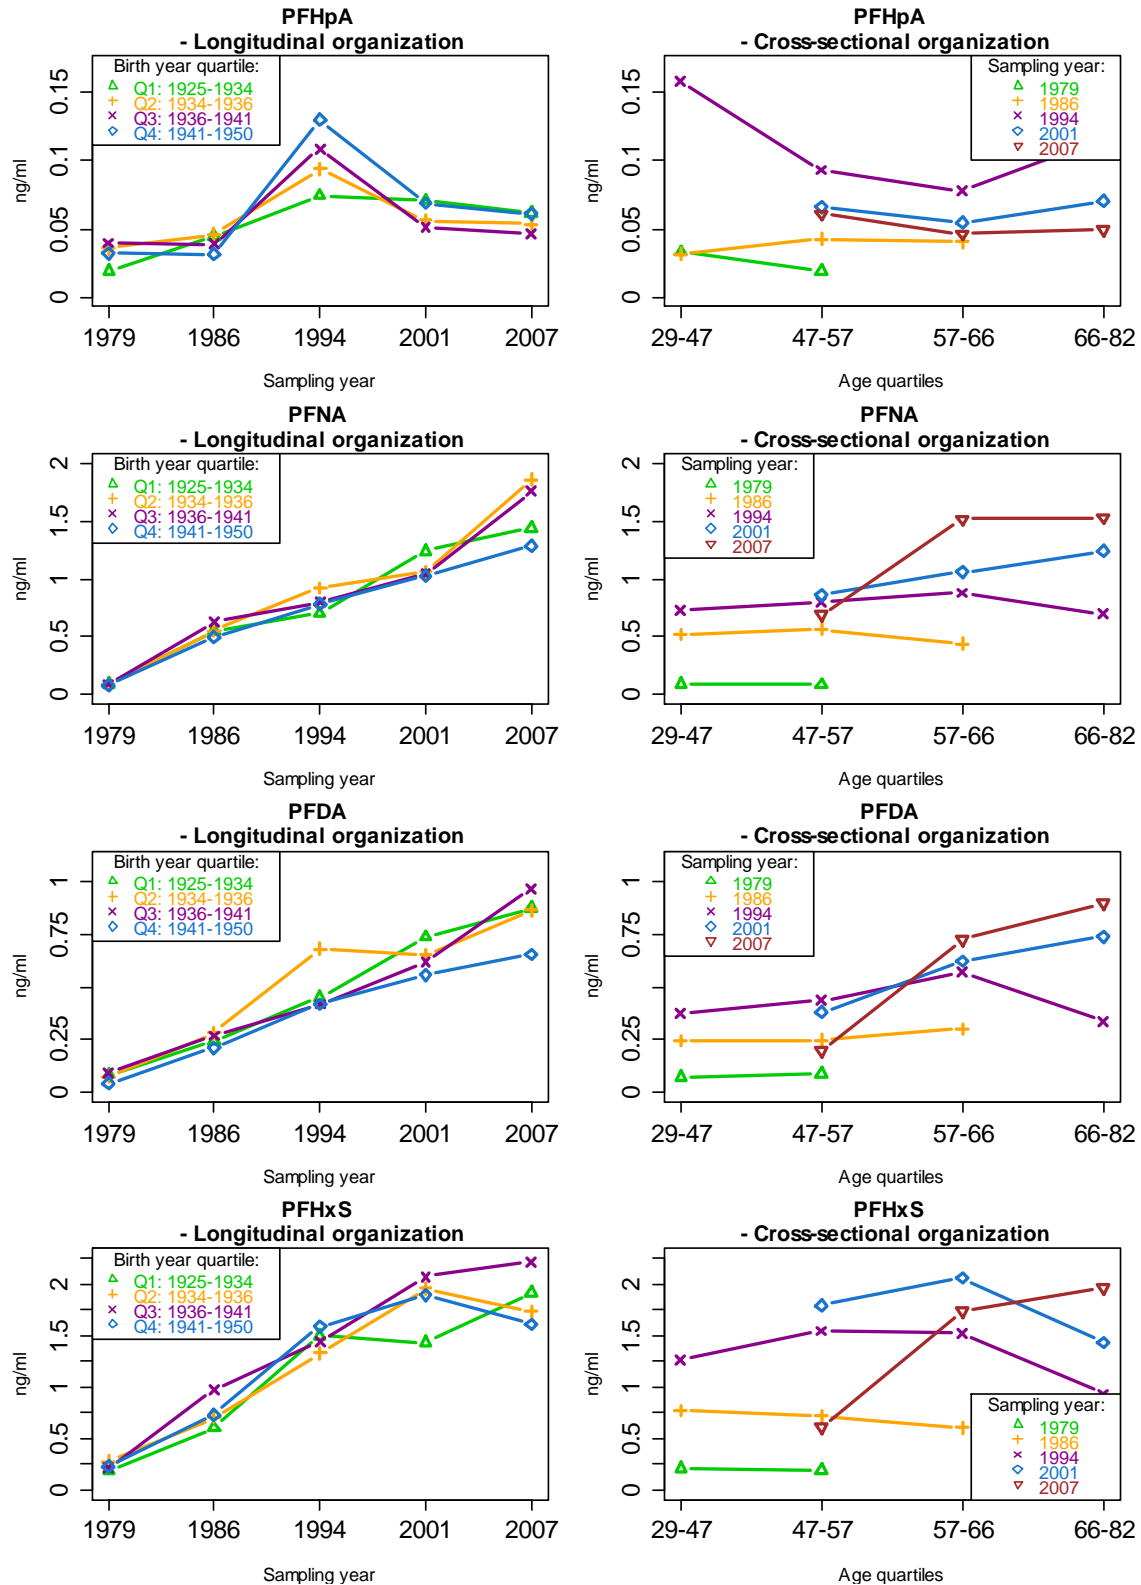 PFHpA
- Longitudinal organization
Birth year quartile:
Q1: 1925-1934
Q2: 1934-1936
Q3: 1936-1941
Q4: 1941-1950
ng/ml
0.15
0.1
0.05
0
1979 1986 1994 2001 2007
Sampling year
PFHpA
- Cross-sectional organization
Sampling year:
1979
1986
1994
2001
2007
ng/ml
0.15
0.1
0.05
0
29-47 47-57 57-66 66-82
Age quartiles
PFNA
- Longitudinal organization
Birth year quartile:
Q1: 1925-1934
Q2: 1934-1936
Q3: 1936-1941
Q4: 1941-1950
ng/ml
2
1.5
1
0.5
0
1979 1986 1994 2001 2007
Sampling year
PFNA
- Cross-sectional organization
Sampling year:
1979
1986
1994
2001
2007
ng/ml
2
1.5
1
0.5
0
29-47 47-57 57-66 66-82
Age quartiles
PFDA
- Longitudinal organization
Birth year quartile:
Q1: 1925-1934
Q2: 1934-1936
Q3: 1936-1941
Q4: 1941-1950
ng/ml
1
0.75
0.25
0
1979 1986 1994 2001 2007
Sampling year
PFDA
- Cross-sectional organization
Sampling year:
1979
1986
1994
2001
2007
ng/ml
1
0.75
0.25
0
29-47 47-57 57-66 66-82
Age quartiles
PFHxS
- Longitudinal organization
Birth year quartile:
Q1: 1925-1934
Q2: 1934-1936
Q3: 1936-1941
Q4: 1941-1950
ng/ml
2
1.5
1
0.5
0
1979 1986 1994 2001 2007
Sampling year
PFHxS
- Cross-sectional organization
Sampling year:
1979
1986
1994
2001
2007
ng/ml
2
1.5
1
0.5
0
29-47 47-57 57-66 66-82
Age quartiles